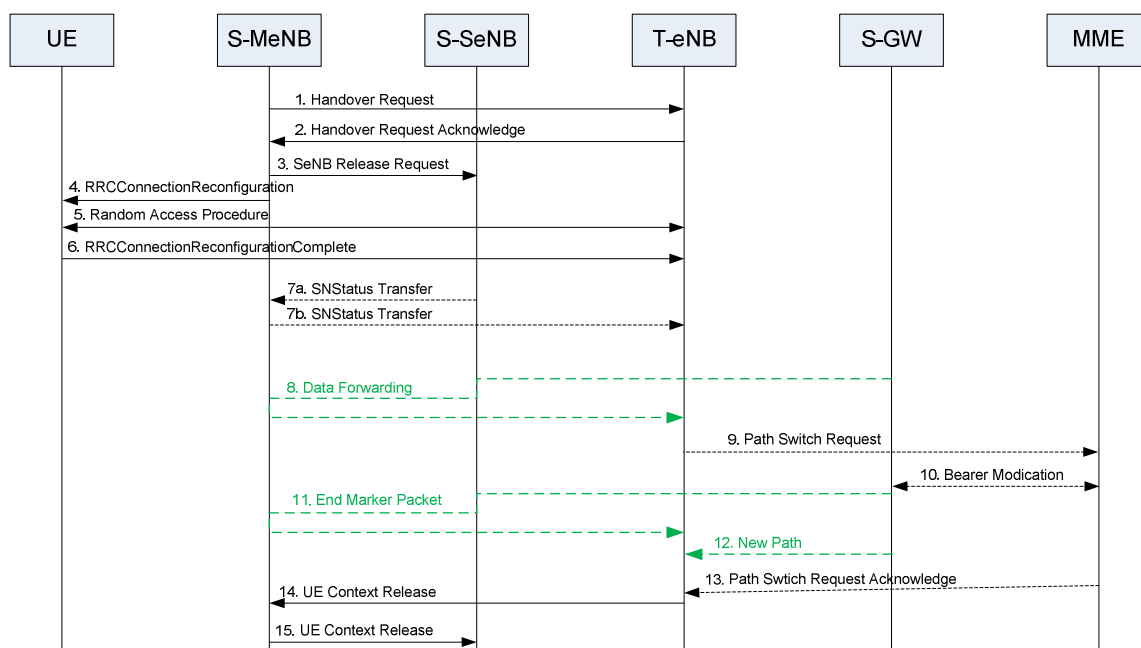 UE
S-MeNB
S-SeNB
T-eNB
S-GW
MME
1. Handover Request
2. Handover Request Acknowledge
3. SeNB Release Request
4. RRCConnectionReconfiguration
5. Random Access Procedure
6. RRCConnectionReconfigurationComplete
7a. SNStatus Transfer
7b. SNStatus Transfer
8. Data Forwarding
9. Path Switch Request
10. Bearer Modication
11. End Marker Packet
12. New Path
13. Path Swtich Request Acknowledge
14. UE Context Release
15. UE Context Release